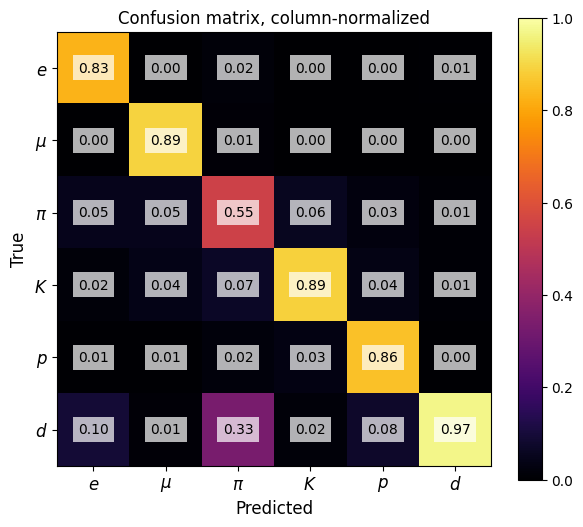 Confusion matrix, column-normalized
True
e 0.83 0.00 0.02 0.00 0.00 0.01
μ 0.00 0.89 0.01 0.00 0.00 0.00
π 0.05 0.05 0.55 0.06 0.03 0.01
K 0.02 0.04 0.07 0.89 0.04 0.01
p 0.01 0.01 0.02 0.03 0.86 0.00
d 0.10 0.01 0.33 0.02 0.08 0.97
e μ π K p d
Predicted
1.0
0.8
0.6
0.4
0.2
0.0